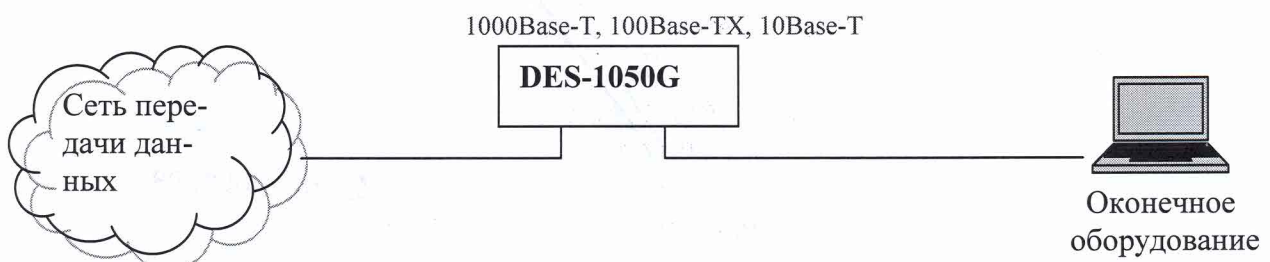 1000Base-T, 100Base-TX, 10Base-T
DES-1050G
Сеть пере-
дачи дан-
ных
Оконечное
оборудование